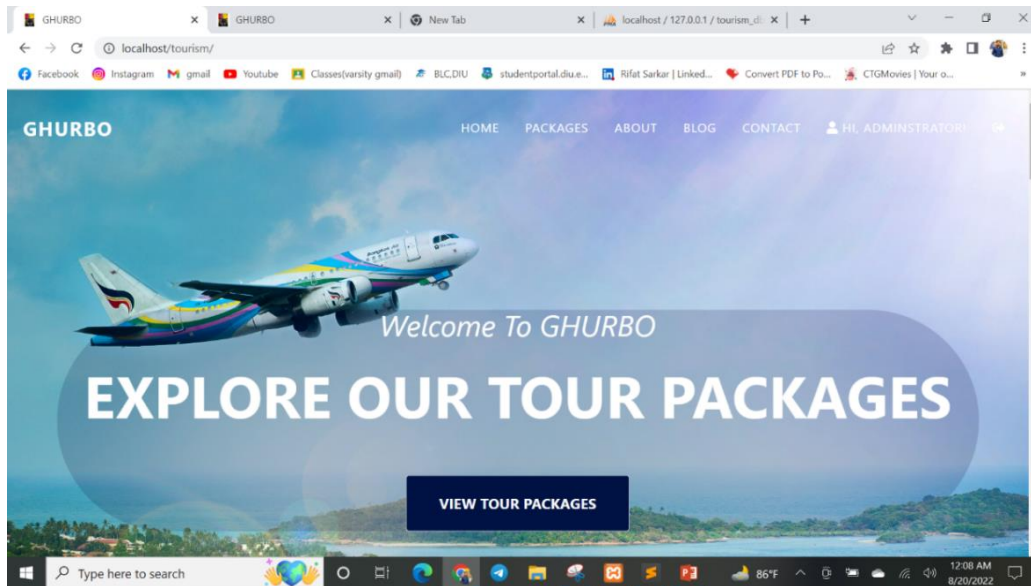 GHURBO
GHURBO
New Tab
localhost / 127.0.0.1 / tourism_d
localhost/tourism/
Facebook Instagram gmail Youtube Classes(varsity gmail) BLC,DIU studentportal.diu.e... Rifat Sarkar | Linked... Convert PDF to Po... CTGMovies | Your o... »
GHURBO HOME PACKAGES ABOUT BLOG CONTACT HI, ADMINSTRATOR!
Welcome To GHURBO
EXPLORE OUR TOUR PACKAGES
VIEW TOUR PACKAGES
Type here to search 86°F 12:08 AM
8/20/2022